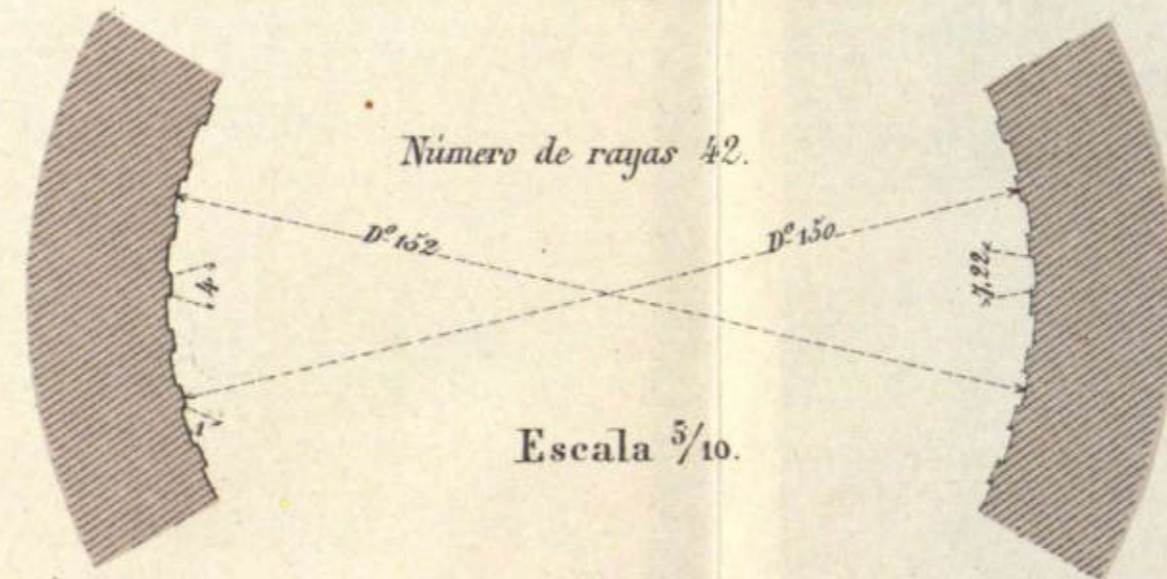 Número de rayas 42.
Dº 152
Dº 150
4
7,22
1
Escala 5/10.